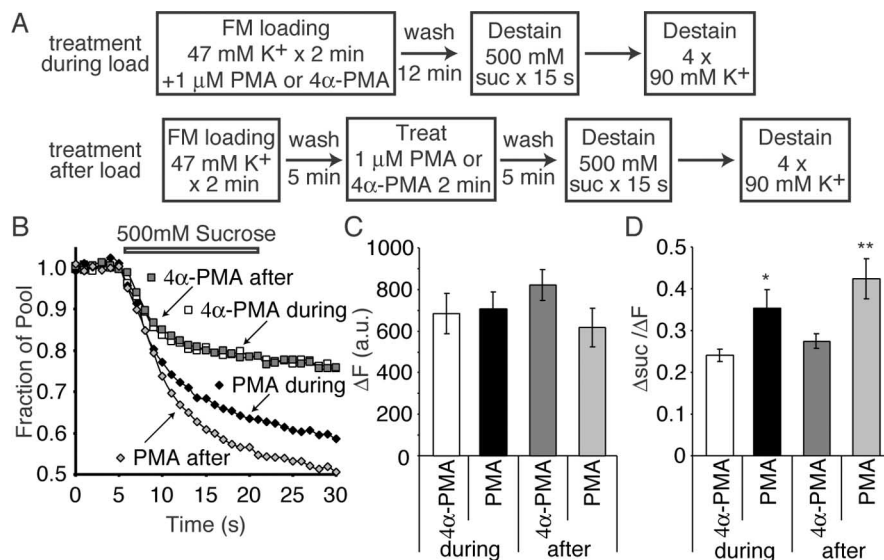 A
treatment
during load
FM loading
47 mM K+ x 2 min
+1 µM PMA or 4α-PMA
wash
12 min
Destain
500 mM
suc x 15 s
Destain
4 x
90 mM K+
treatment
after load
FM loading
47 mM K+
x 2 min
wash
5 min
Treat
1 µM PMA or
4α-PMA 2 min
wash
5 min
Destain
500 mM
suc x 15 s
Destain
4 x
90 mM K+
B
500mM Sucrose
Fraction of Pool
1.0
0.9
0.8
0.7
0.6
0.5
4α-PMA after
4α-PMA during
PMA during
PMA after
0 5 10 15 20 25 30
Time (s)
C
ΔF (a.u.)
1000
800
600
400
200
0
4α-PMA
PMA
4α-PMA
PMA
during after
D
Δsuc /ΔF
0.5
0.4
0.3
0.2
0.1
0
*
**
4α-PMA
PMA
4α-PMA
PMA
during after